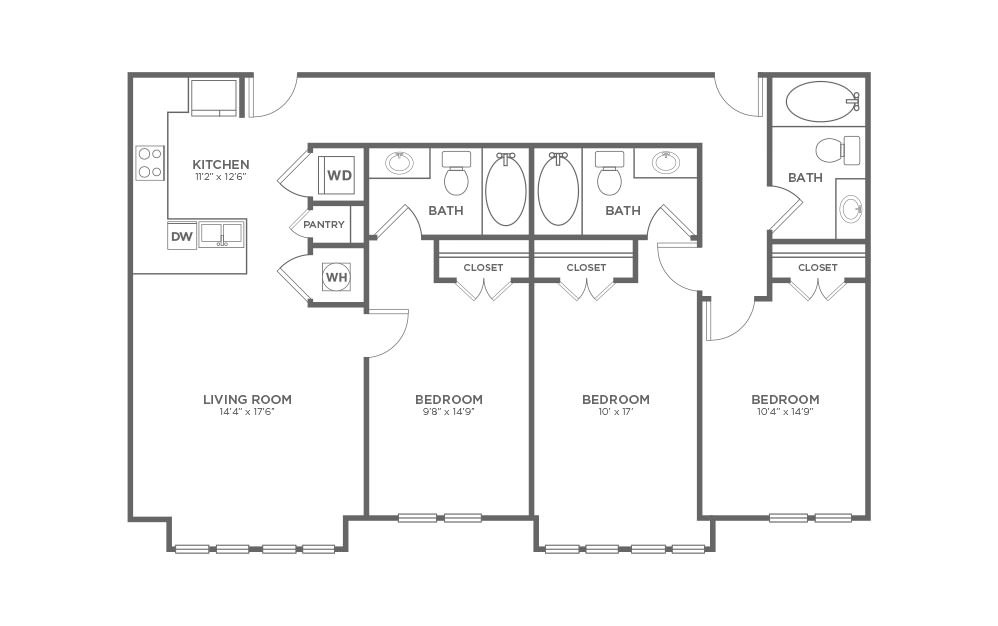 KITCHEN
11'2" x 12'6"
WD
PANTRY
DW
WH
BATH
BATH
BATH
CLOSET
CLOSET
CLOSET
LIVING ROOM
14'4" x 17'6"
BEDROOM
9'8" x 14'9"
BEDROOM
10' x 17'
BEDROOM
10'4" x 14'9"